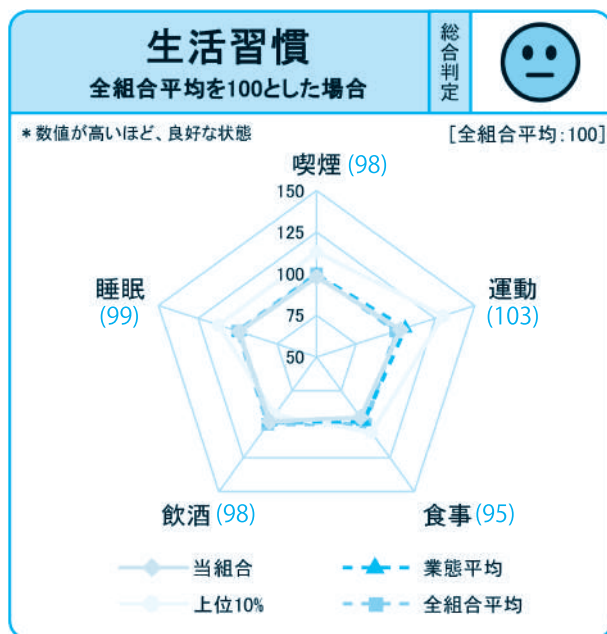 生活習慣
全組合平均を100とした場合
総合判定
*数値が高いほど、良好な状態
[全組合平均:100]
喫煙(98)
150
125
100
75
50
睡眠
(99)
運動
(103)
飲酒(98)
食事(95)
当組合
業態平均
上位10%
全組合平均